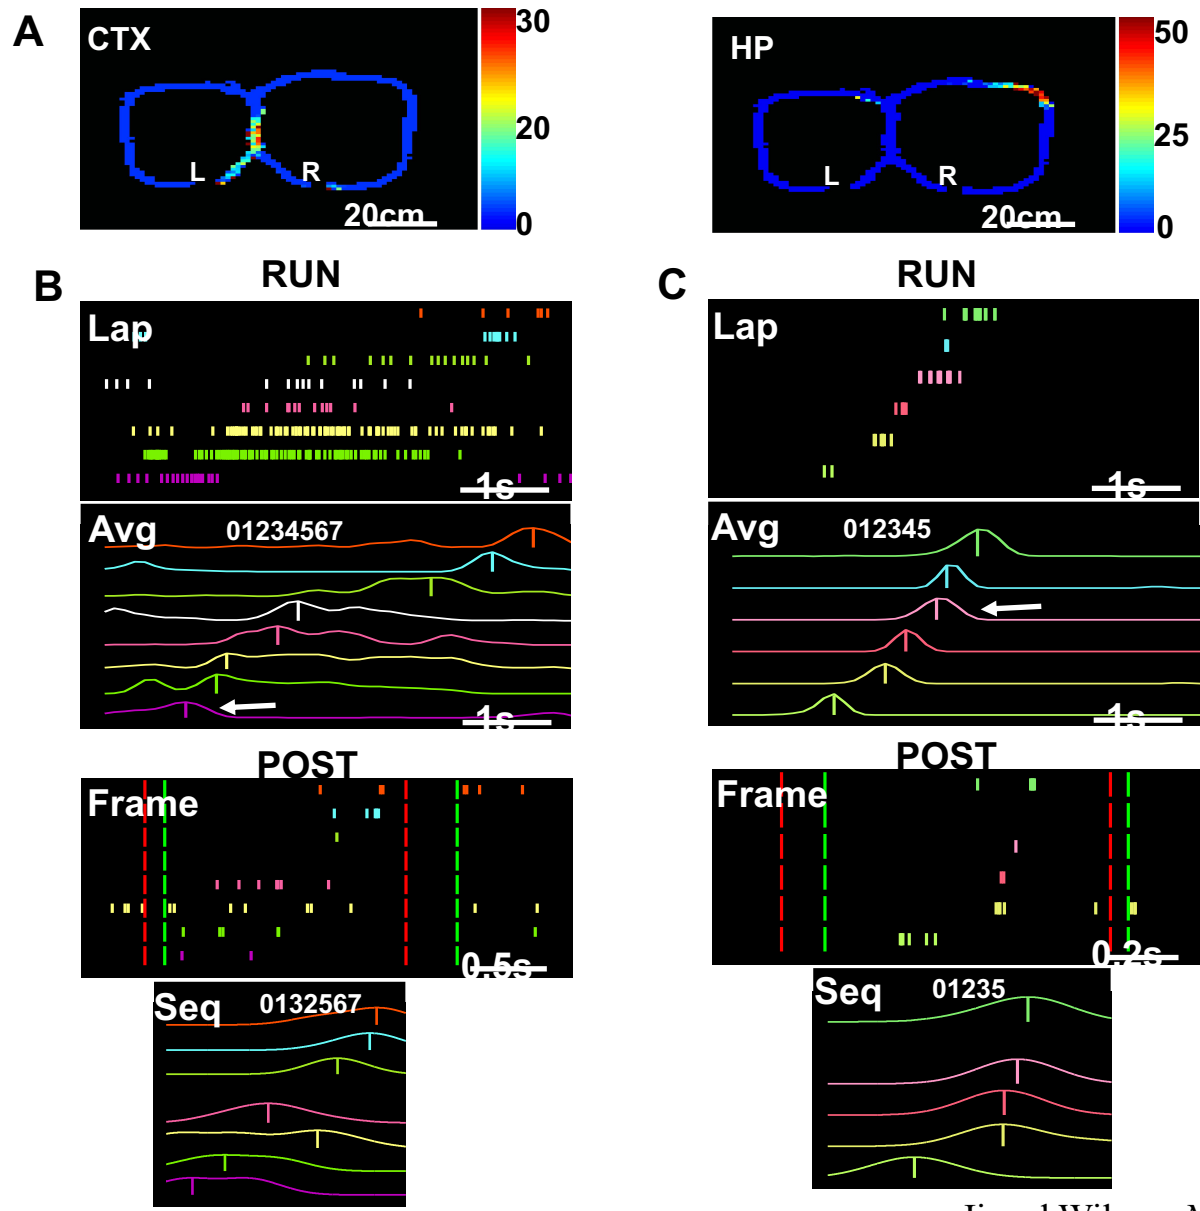 A
CTX
30
20
0
L
R
20cm
HP
50
25
0
L
R
20cm
B
RUN
Lap
1s
Avg
01234567
1s
POST
Frame
0.5s
Seq
0132567
C
RUN
Lap
1s
Avg
012345
1s
POST
Frame
0.2s
Seq
01235